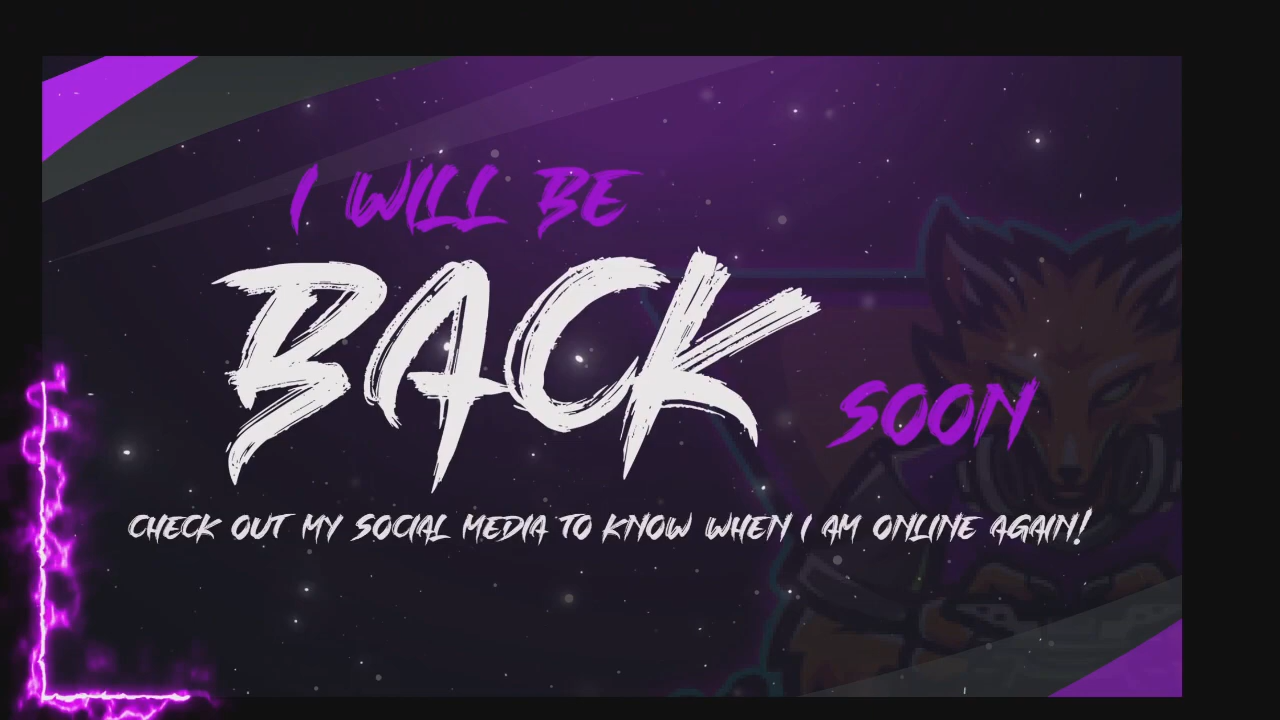 I WILL BE
BACK
SOON
CHECK OUT MY SOCIAL MEDIA TO KNOW WHEN I AM ONLINE AGAIN!